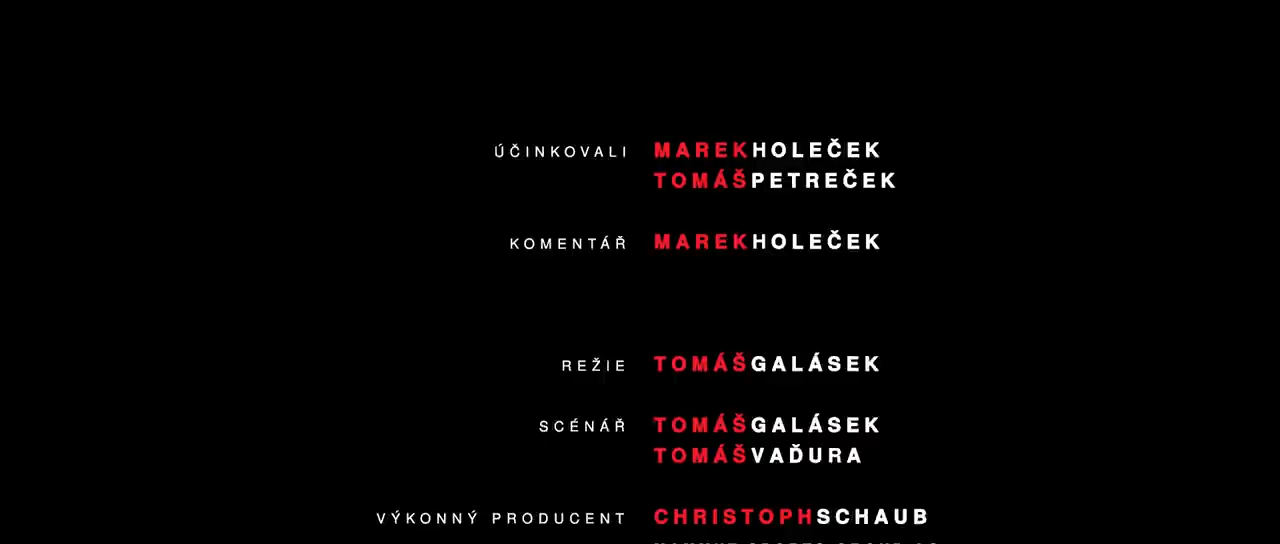 ÚČINKOVALI MAREKHOLEČEK
TOMÁŠPETREČEK
KOMENTÁŘ MAREKHOLEČEK
REŽIE TOMÁŠGALÁSEK
SCÉNÁŘ TOMÁŠGALÁSEK
TOMÁŠVAĎURA
VÝKONNÝ PRODUCENT CHRISTOPHSCHAUB